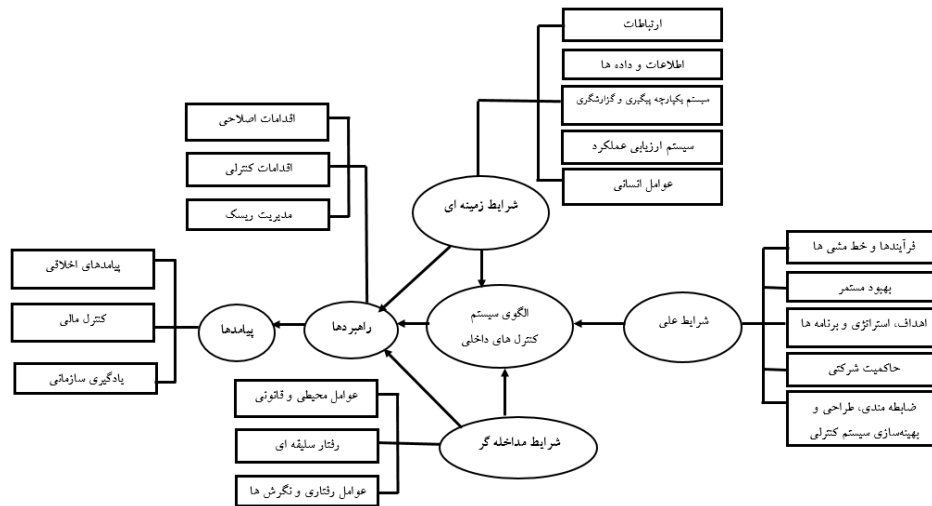 ارتباطات
اطلاعات و داده ها
سیستم یکپارچه پیگیری و گزارشگری
سیستم ارزیابی عملکرد
عوامل انسانی
شرایط زمینه ای
اقدامات اصلاحی
اقدامات کنترلی
مدیریت ریسک
فرآیندها و خط مشی ها
بهبود مستمر
اهداف، استراتژی و برنامه ها
حاکمیت شرکتی
ضابطه مندی، طراحی و
بهینه‌سازی سیستم کنترلی
شرایط علی
الگوی سیستم
کنترل های داخلی
راهبردها
پیامدها
پیامدهای اخلاقی
کنترل مالی
یادگیری سازمانی
شرایط مداخله گر
عوامل محیطی و قانونی
رفتار سلیقه ای
عوامل رفتاری و نگرش ها